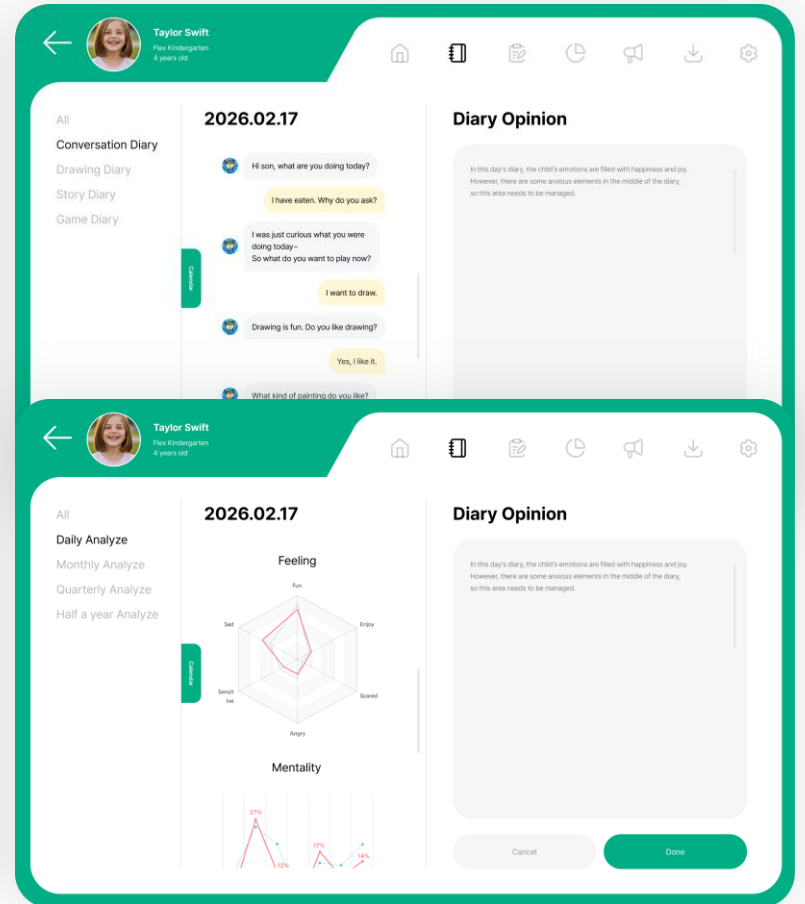 Taylor Swift
Flex Kindergarten
4 years old
All
Conversation Diary
Drawing Diary
Story Diary
Game Diary
2026.02.17
Hi son, what are you doing today?
I have eaten. Why do you ask?
I was just curious what you were
doing today~
So what do you want to play now?
I want to draw.
Drawing is fun. Do you like drawing?
Yes, I like it.
What kind of painting do you like?
Calendar
Diary Opinion
In this day's diary, the child's emotions are filled with happiness and joy.
However, there are some anxious elements in the middle of the diary,
so this area needs to be managed.
Taylor Swift
Flex Kindergarten
4 years old
All
Daily Analyze
Monthly Analyze
Quarterly Analyze
Half a year Analyze
2026.02.17
Feeling
Fun
Sad
Enjoy
Sensit
ive
Scared
Angry
Calendar
Mentality
27%
12%
17%
14%
Diary Opinion
In this day's diary, the child's emotions are filled with happiness and joy.
However, there are some anxious elements in the middle of the diary,
so this area needs to be managed.
Cancel
Done